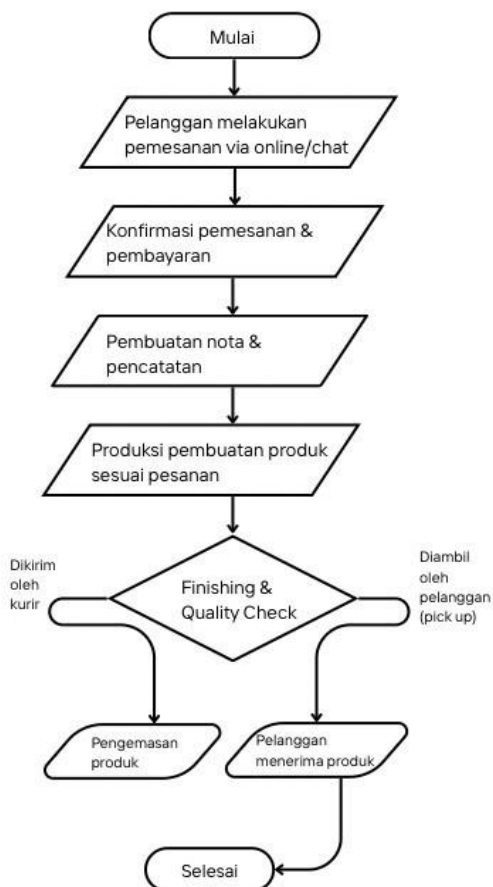 Mulai
Pelanggan melakukan
pemesanan via online/chat
Konfirmasi pemesanan &
pembayaran
Pembuatan nota &
pencatatan
Produksi pembuatan produk
sesuai pesanan
Dikirim
oleh
kurir
Finishing &
Quality Check
Diambil
oleh
pelanggan
(pick up)
Pengemasan
produk
Pelanggan
menerima produk
Selesai